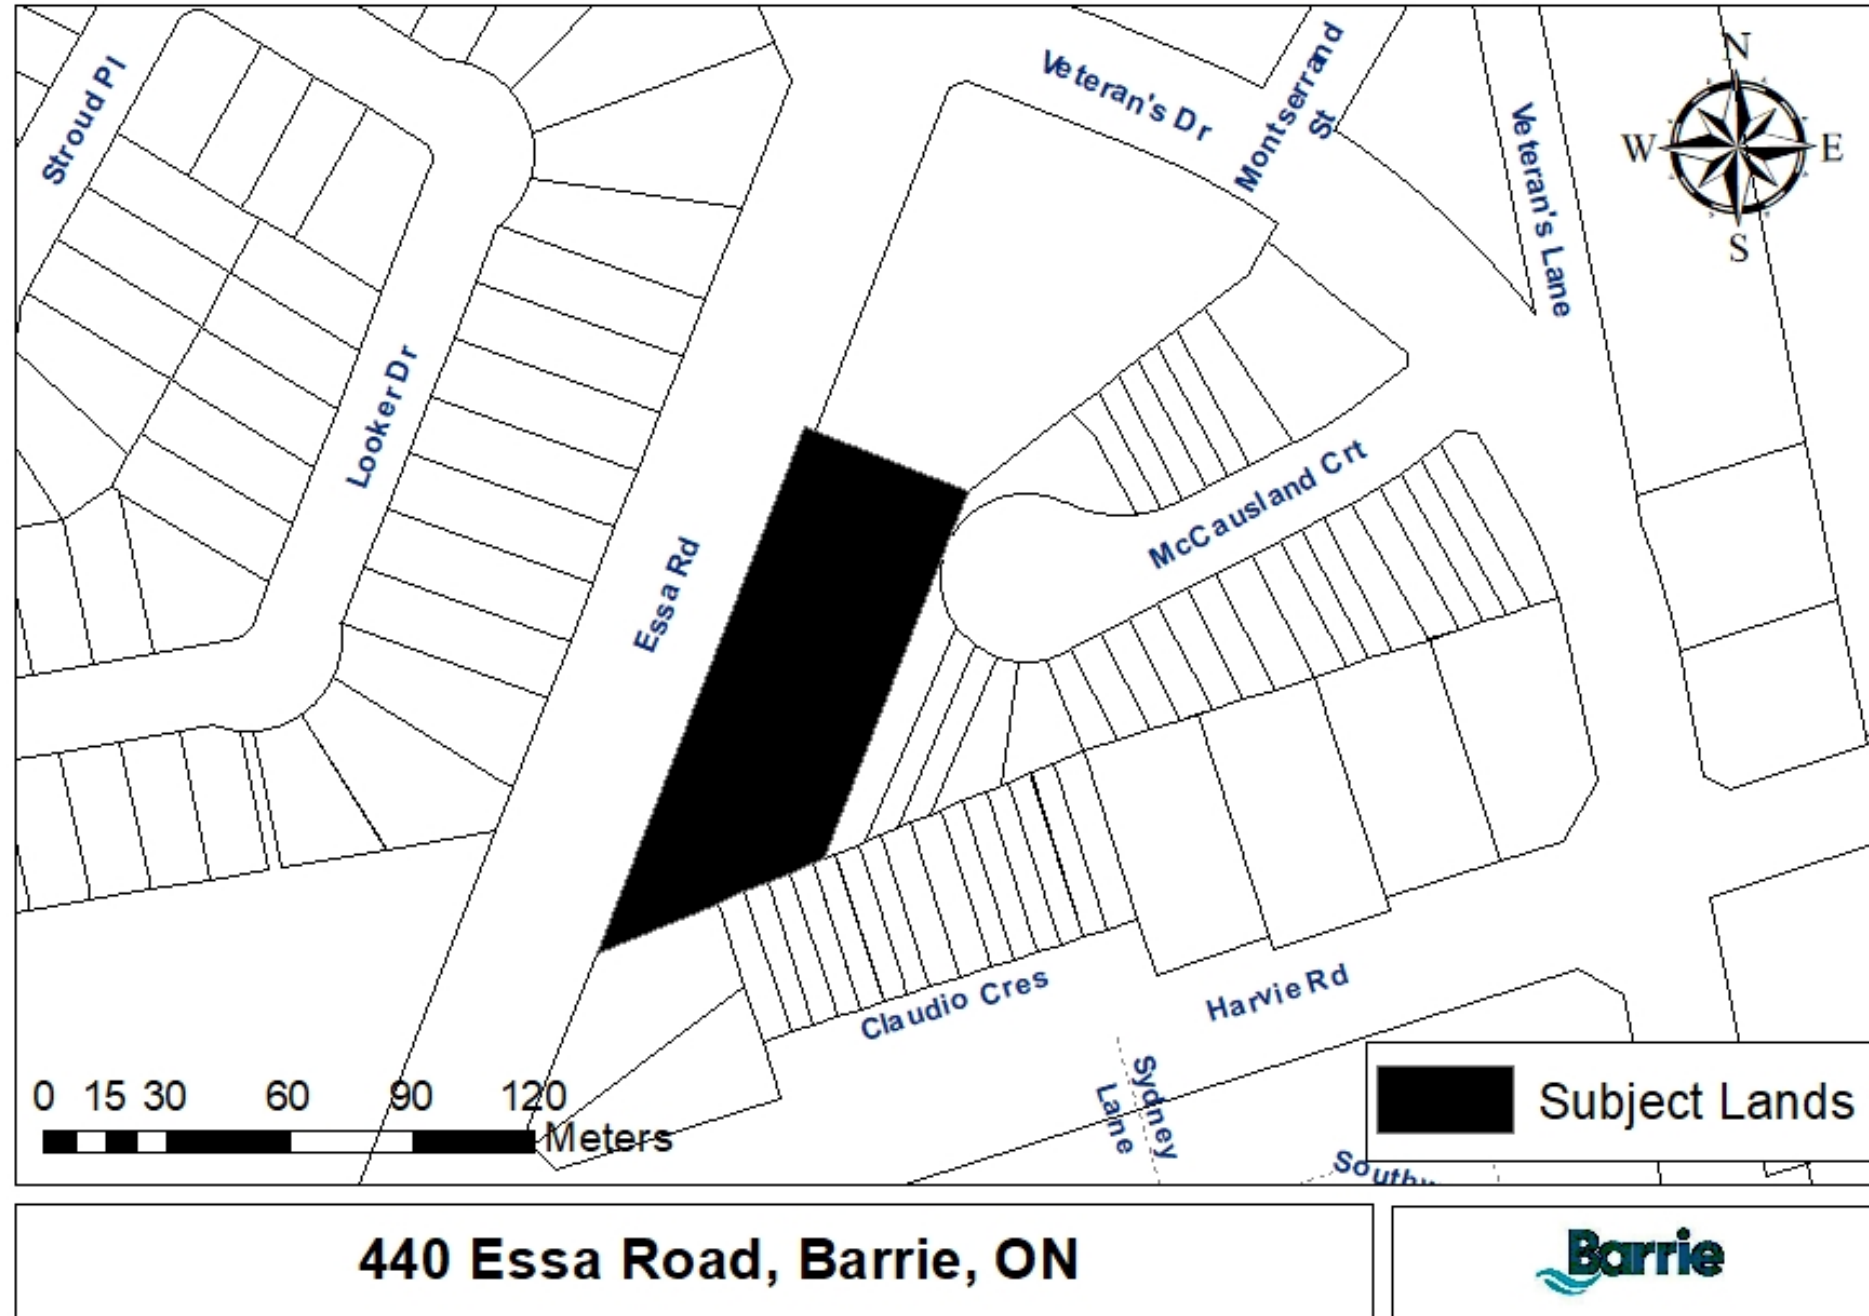 N
W E
S
Stroud Pl
Veteran's Dr
Montserrand
St
Veteran's Lane
Looker Dr
Essa Rd
McCausland Crt
Claudio Cres
Harvie Rd
Sydney
Lane
0 15 30 60 90 120
Meters
Subject Lands
440 Essa Road, Barrie, ON
Barrie